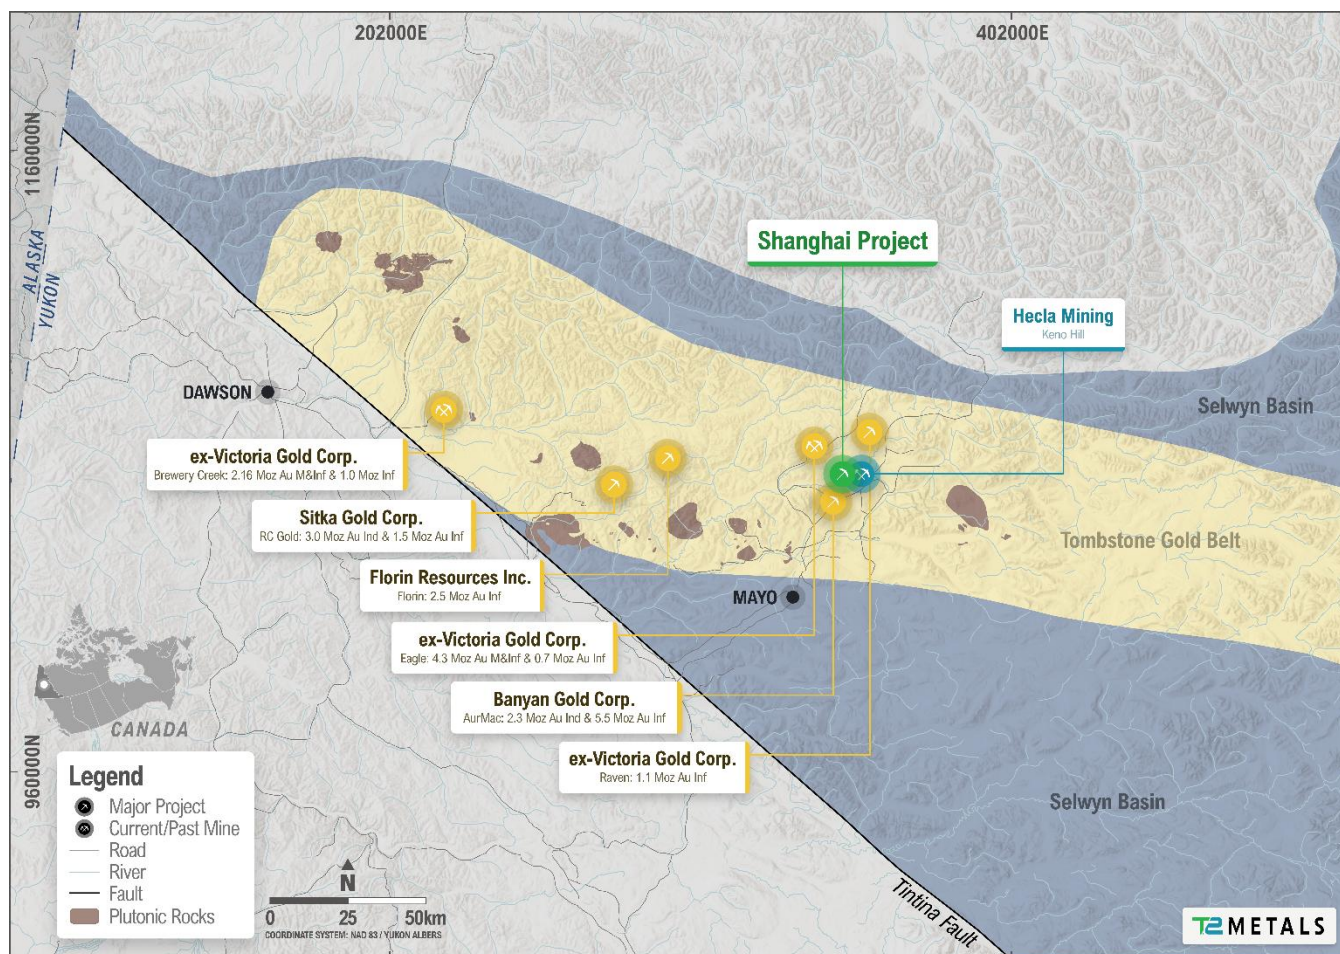 202000E
402000E
1160000N
960000N
ALASKA
YUKON
Shanghai Project
Hecla Mining
Keno Hill
Selwyn Basin
DAWSON
ex-Victoria Gold Corp.
Brewery Creek: 2.16 Moz Au M&Inf & 1.0 Moz Inf
Sitka Gold Corp.
RC Gold: 3.0 Moz Au Ind & 1.5 Moz Au Inf
Tombstone Gold Belt
Florin Resources Inc.
Florin: 2.5 Moz Au Inf
MAYO
ex-Victoria Gold Corp.
Eagle: 4.3 Moz Au M&Inf & 0.7 Moz Au Inf
Banyan Gold Corp.
AurMac: 2.3 Moz Au Ind & 5.5 Moz Au Inf
ex-Victoria Gold Corp.
Raven: 1.1 Moz Au Inf
CANADA
Selwyn Basin
Legend
Major Project
Current/Past Mine
Road
River
Fault
Plutonic Rocks
N
0 25 50km
COORDINATE SYSTEM: NAD 83 / YUKON ALBERS
Tintina Fault
T2 METALS